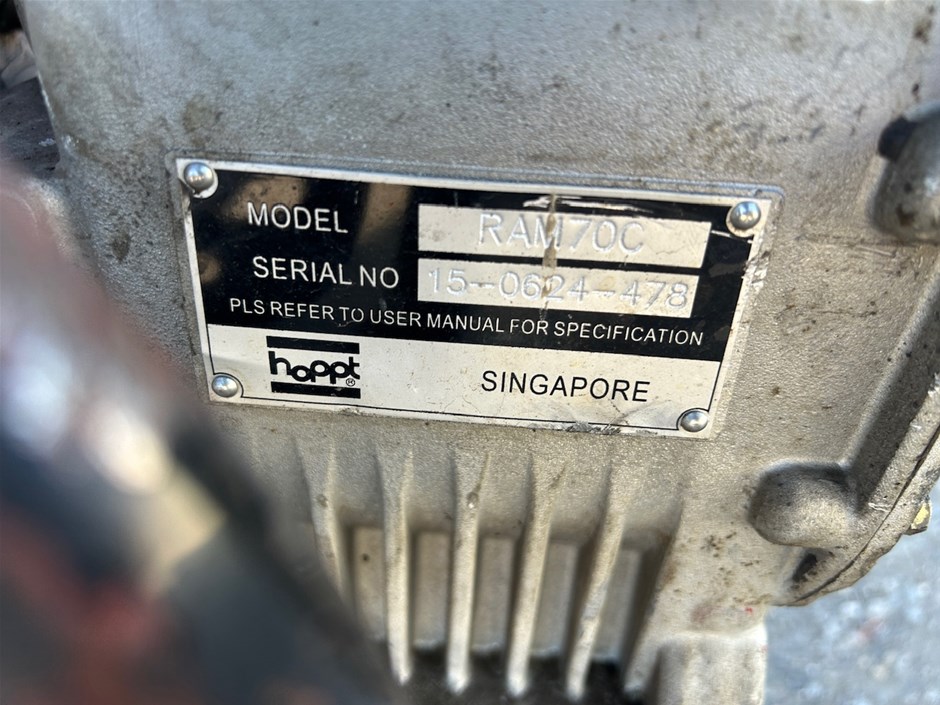 MODEL RAM70C
SERIAL NO 15-0624-478
PLS REFER TO USER MANUAL FOR SPECIFICATION
hoppt® SINGAPORE